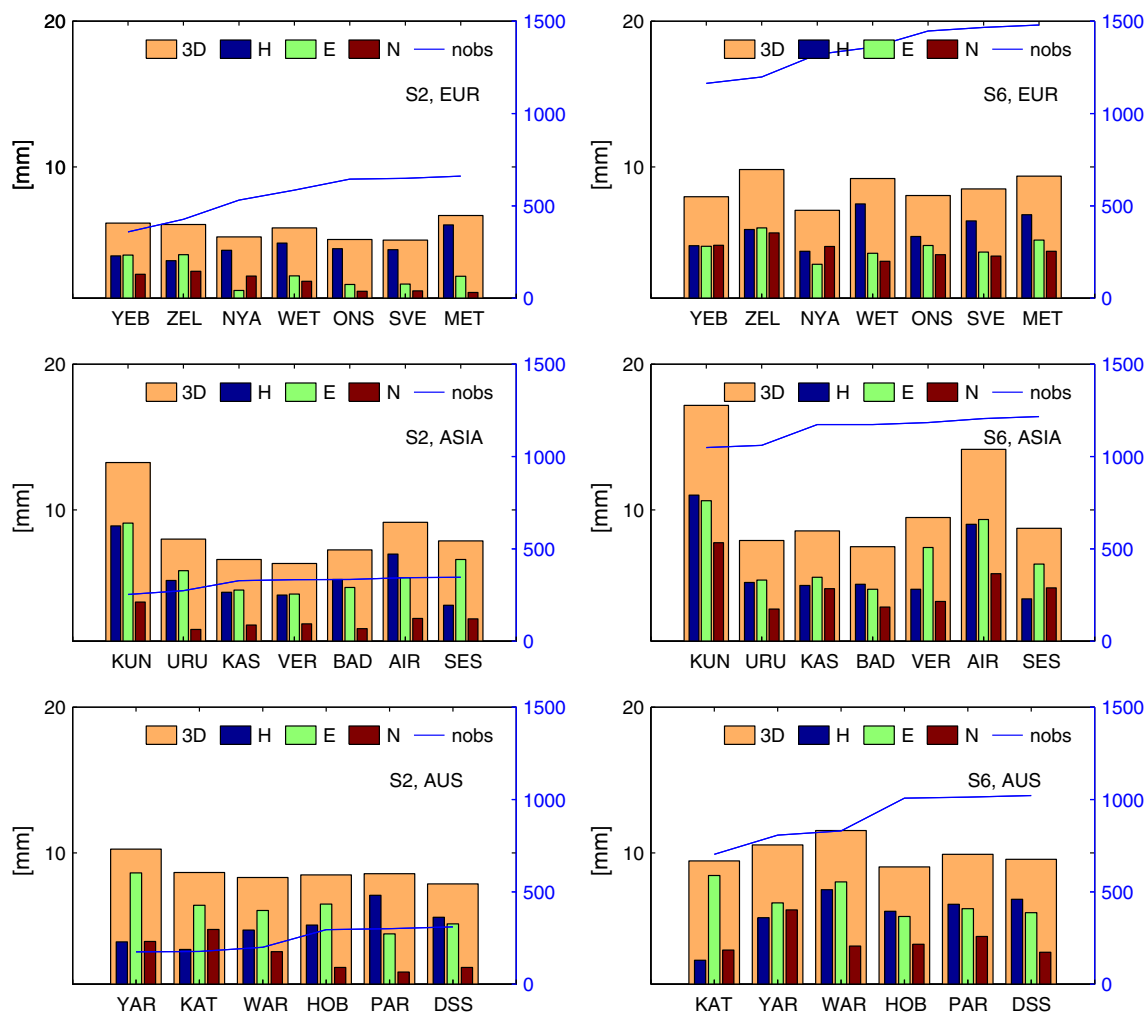 20
1500
3D H E N nobs
S2, EUR
1000
[mm]
10
500
0
YEB ZEL NYA WET ONS SVE MET
20
1500
3D H E N nobs
S6, EUR
1000
[mm]
10
500
0
YEB ZEL NYA WET ONS SVE MET
20
1500
3D H E N nobs
S2, ASIA
1000
[mm]
10
500
0
KUN URU KAS VER BAD AIR SES
20
1500
3D H E N nobs
S6, ASIA
1000
[mm]
10
500
0
KUN URU KAS BAD VER AIR SES
20
1500
3D H E N nobs
S2, AUS
1000
[mm]
10
500
0
YAR KAT WAR HOB PAR DSS
20
1500
3D H E N nobs
S6, AUS
1000
[mm]
10
500
0
KAT YAR WAR HOB PAR DSS